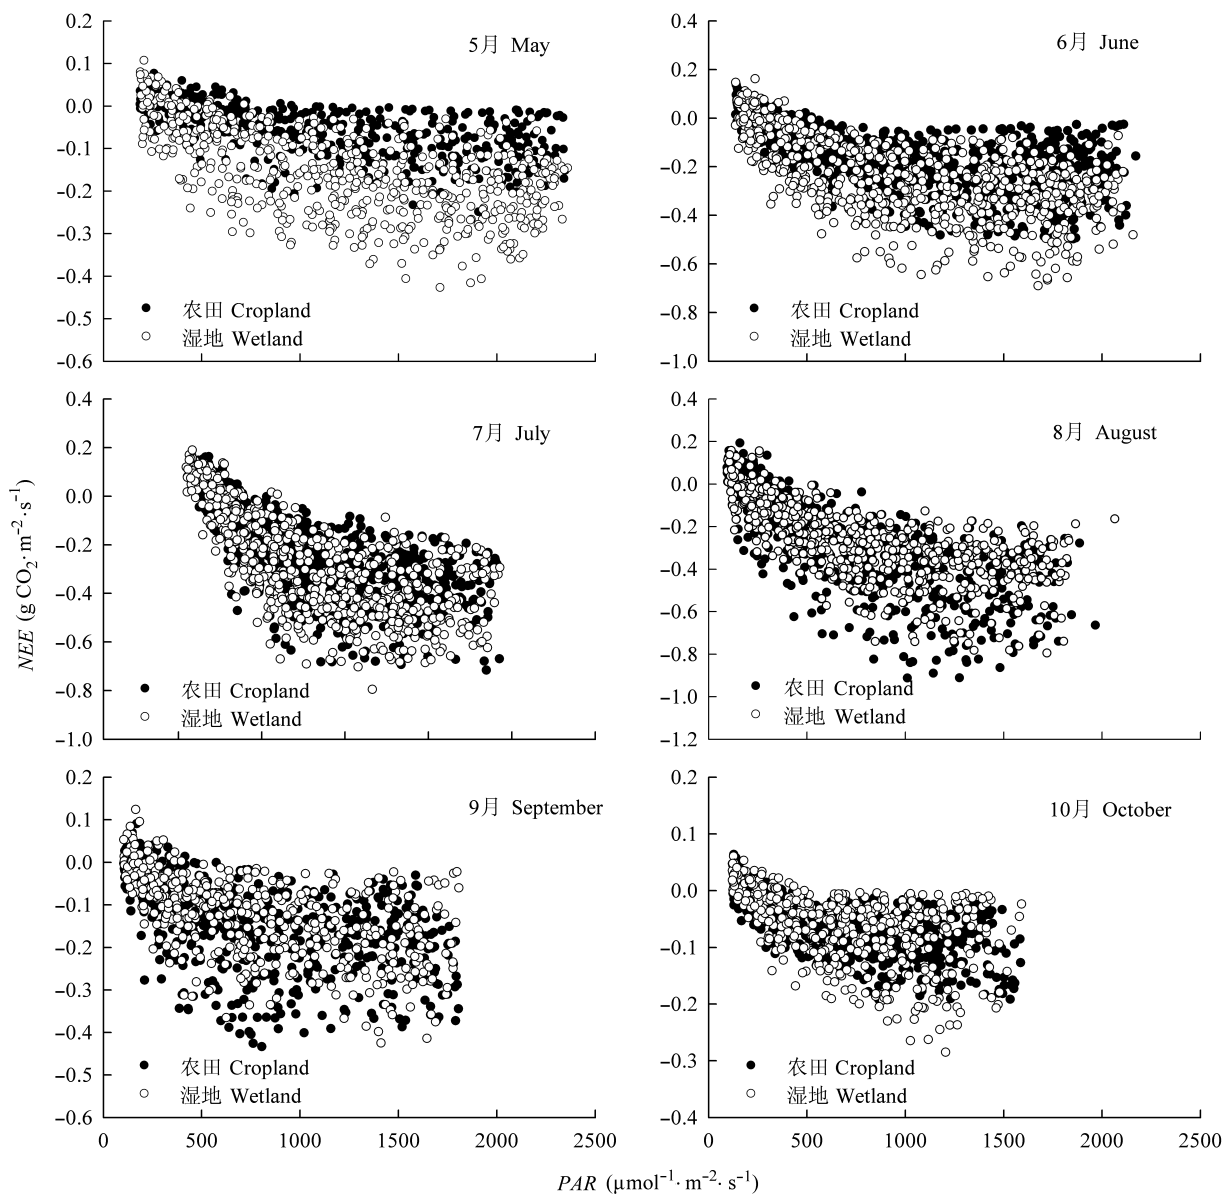 0.2
0.1
0.0
−0.1
−0.2
−0.3
−0.4
−0.5
−0.6
5月 May
农田 Cropland
湿地 Wetland
0.4
0.2
0.0
−0.2
−0.4
−0.6
−0.8
−1.0
6月 June
农田 Cropland
湿地 Wetland
0.4
0.2
0.0
−0.2
−0.4
−0.6
−0.8
−1.0
7月 July
农田 Cropland
湿地 Wetland
0.4
0.2
0.0
−0.2
−0.4
−0.6
−0.8
−1.0
−1.2
8月 August
农田 Cropland
湿地 Wetland
NEE (g CO₂·m⁻²·s⁻¹)
0.2
0.1
0.0
−0.1
−0.2
−0.3
−0.4
−0.5
−0.6
9月 September
农田 Cropland
湿地 Wetland
0 500 1000 1500 2000 2500
0.2
0.1
0.0
−0.1
−0.2
−0.3
−0.4
10月 October
农田 Cropland
湿地 Wetland
0 500 1000 1500 2000 2500
PAR (μmol⁻¹·m⁻²·s⁻¹)